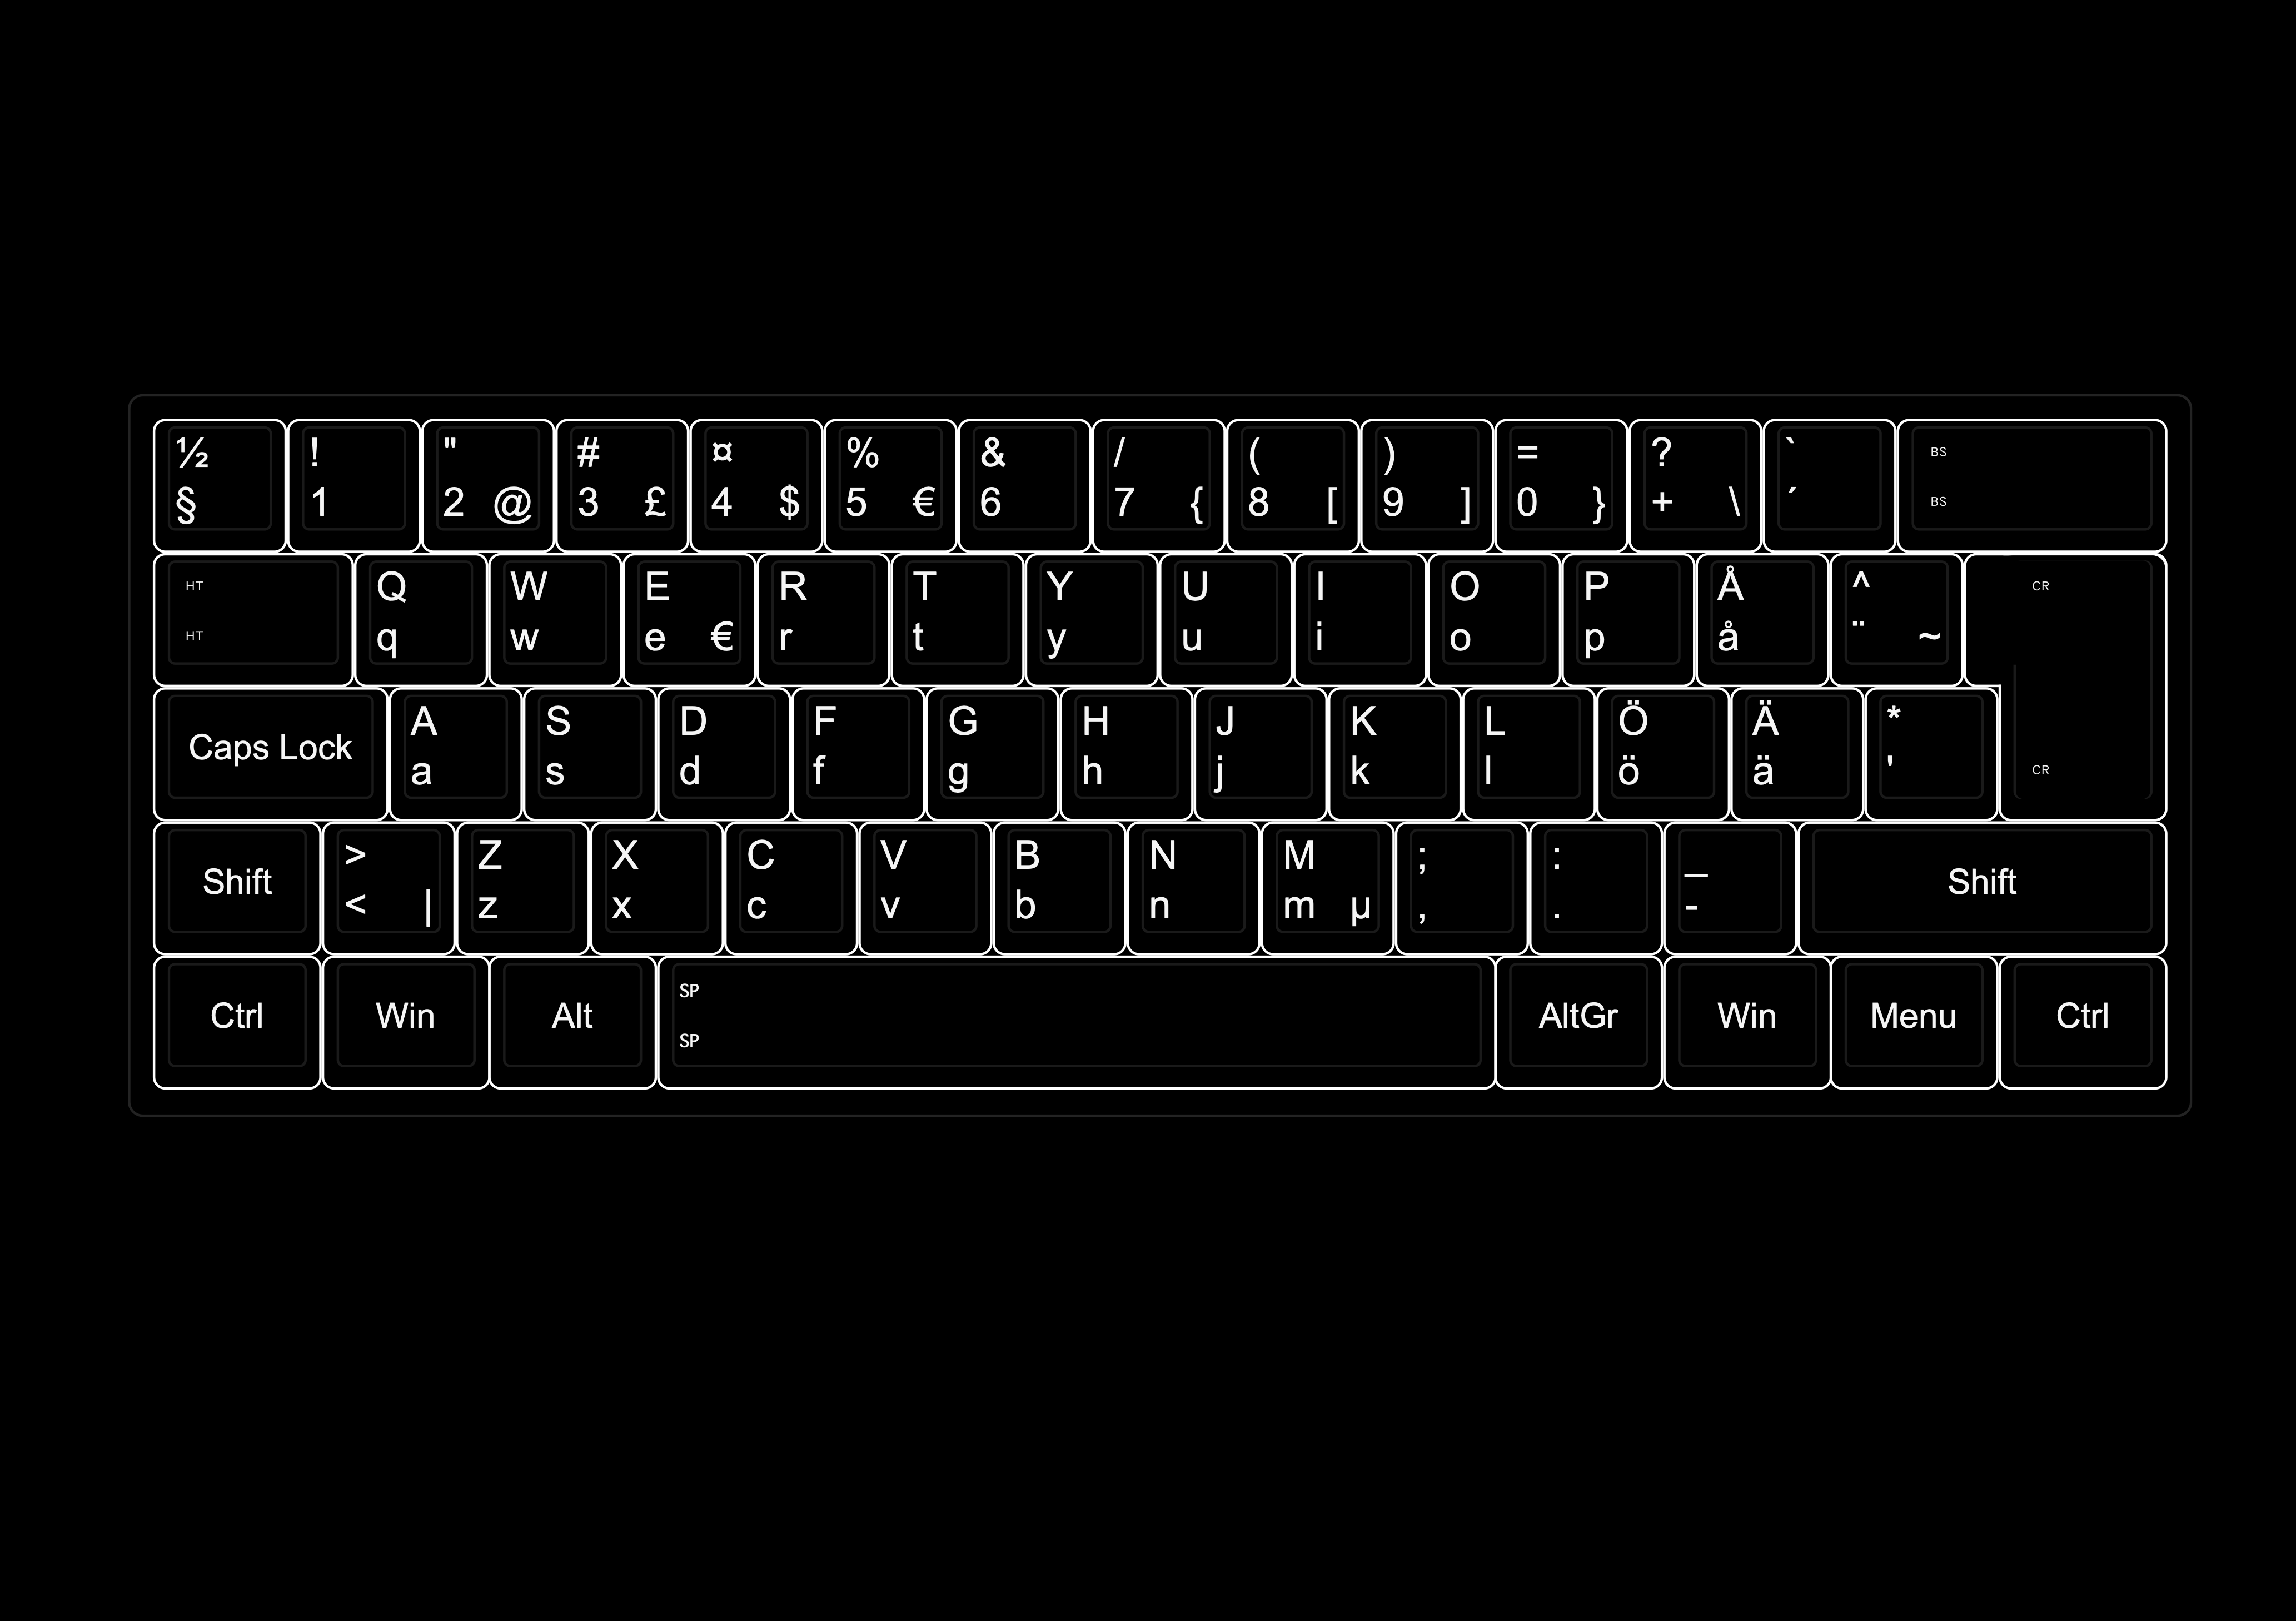 ½ ! " # ¤ % & / ( ) = ? ` BS
§ 1 2 @ 3 £ 4 $ 5 € 6 7 { 8 [ 9 ] 0 } + \ ´ BS
HT Q W E R T Y U I O P Å ^ CR
HT q w e € r t y u i o p å ¨ ~
A S D F G H J K L Ö Ä *
Caps Lock
a s d f g h j k l ö ä ' CR
> Z X C V B N M ; : _
Shift Shift
< | z x c v b n m µ , . -
SP
Ctrl Win Alt AltGr Win Menu Ctrl
SP